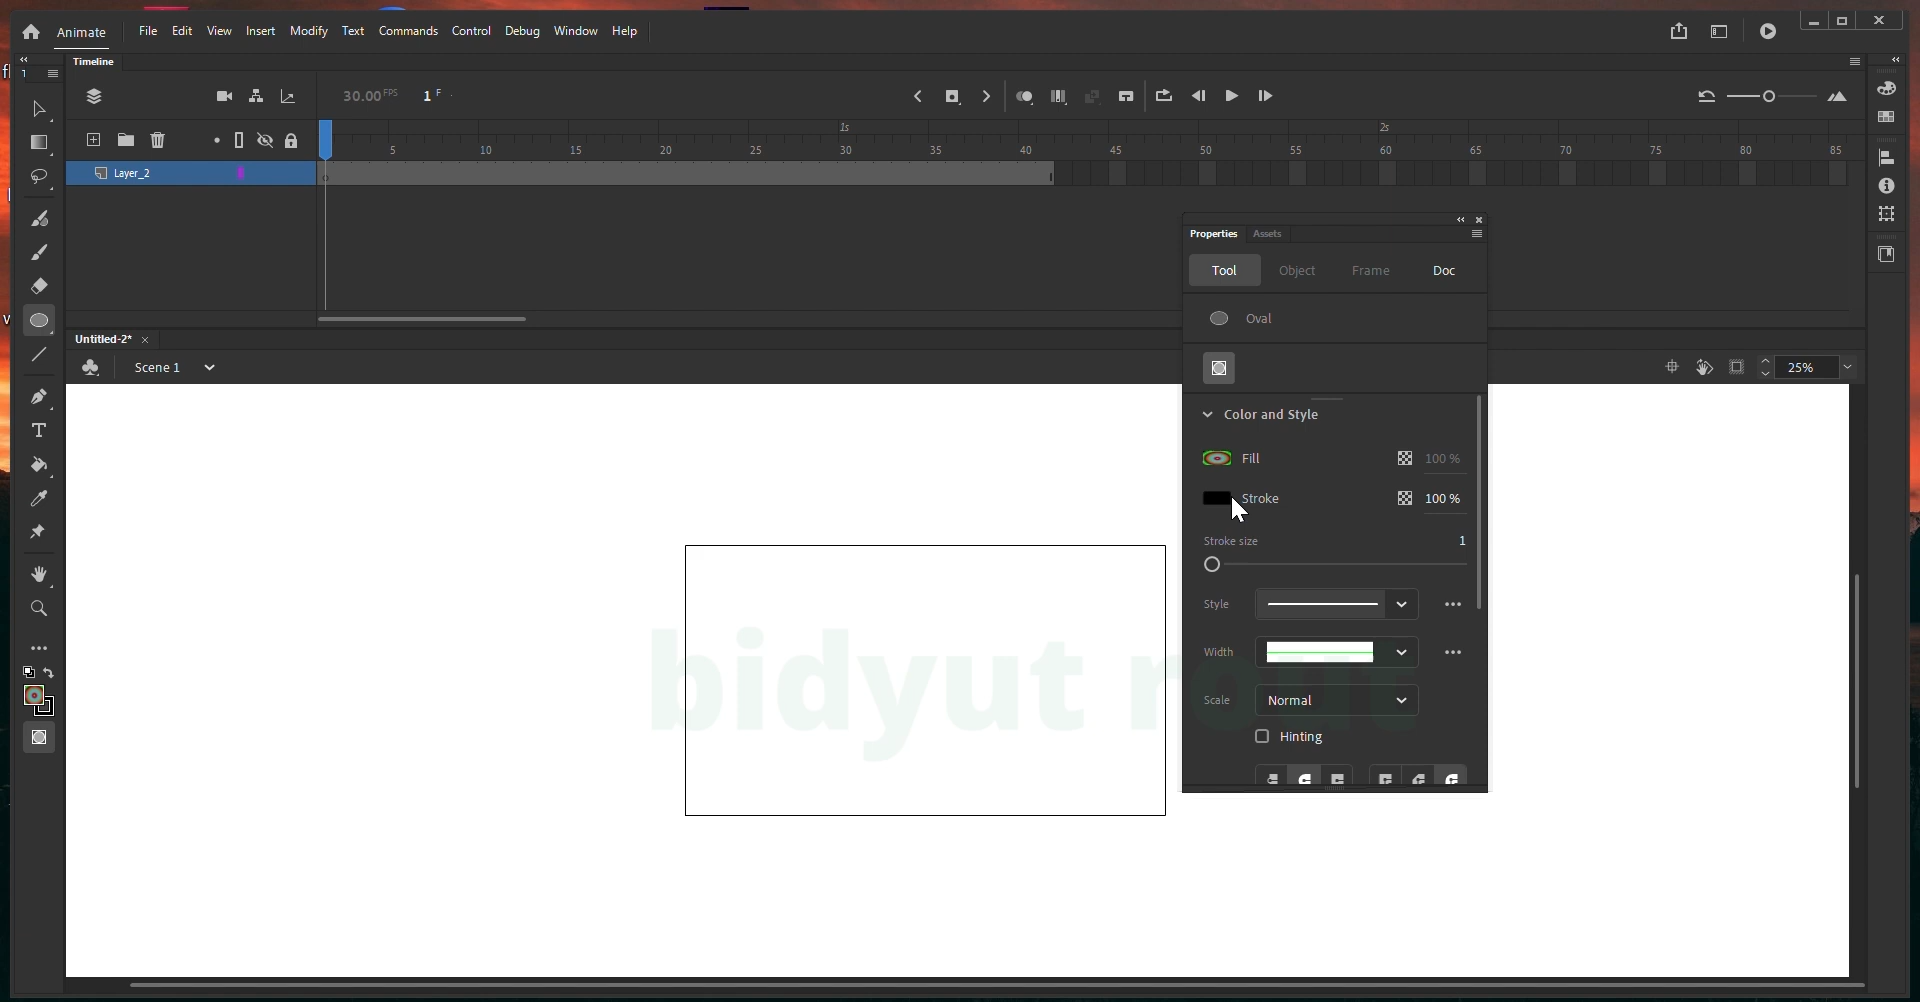 Animate File Edit View Insert Modify Text Commands Control Debug Window Help
Timeline
30.00 FPS 1 F
1s 2s
5 10 15 20 25 30 35 40 45 50 55 60 65 70 75 80 85
Layer_2
Properties Assets
Tool Object Frame Doc
Oval
Untitled-2*
Scene 1
25%
Color and Style
Fill 100 %
Stroke 100 %
Stroke size 1
Style
Width
Scale Normal
Hinting
bidyut rout